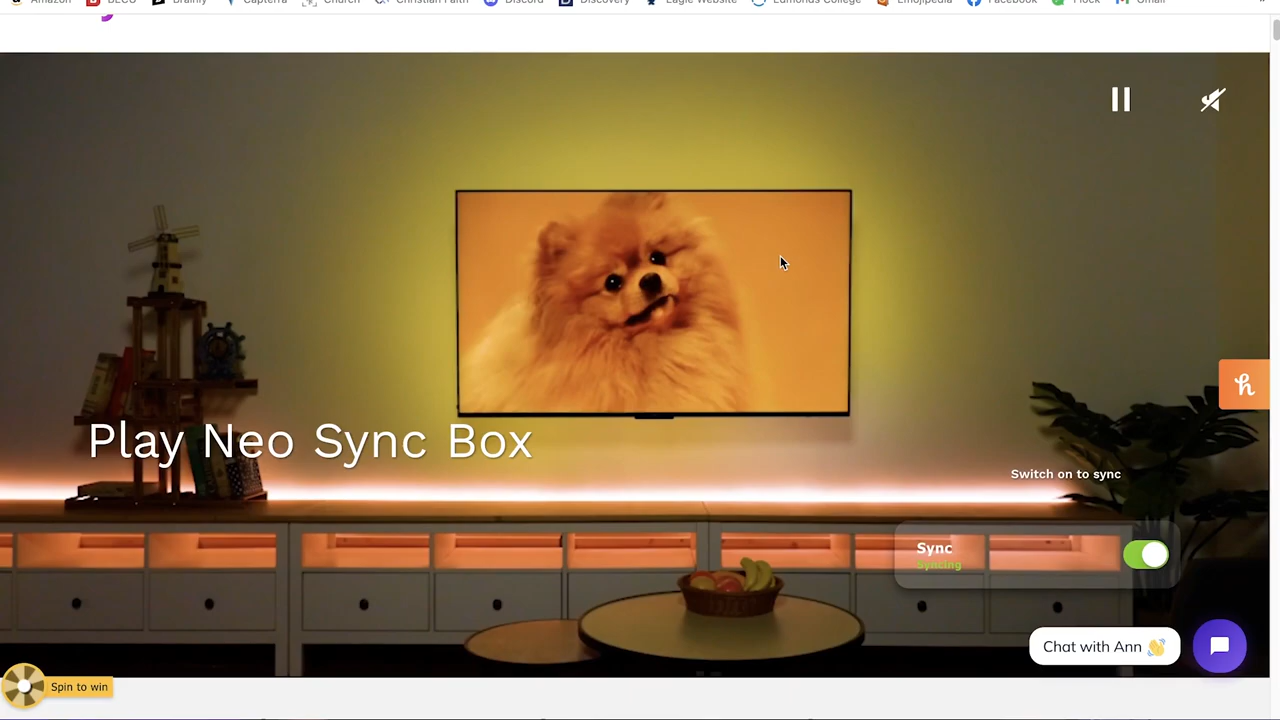 Amazon BECU Brainly Capterra Church Christian Faith Discord Discovery Eagle Website Edmonds College Emojipedia Facebook Flock Gmail
Play Neo Sync Box
Switch on to sync
Sync
Syncing
Chat with Ann 👋
Spin to win